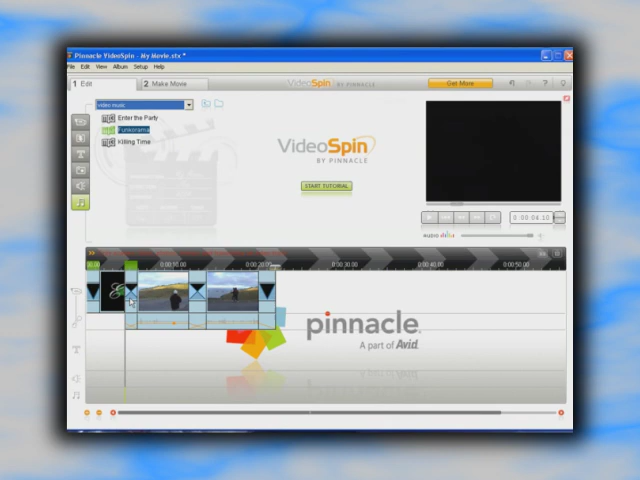 Pinnacle VideoSpin - My Movie.stx *
File Edit View Album Setup Help
1 Edit
2 Make Movie
VideoSpin BY PINNACLE
Get More
?
video music
Enter the Party
Funkorama
Killing Time
VideoSpin
BY PINNACLE
START TUTORIAL
0:00:04.10
AUDIO
00.00
0:00:10.00
0:00:20.00
0:00:30.00
0:00:40.00
0:00:50.00
pinnacle.
A part of Avid
T